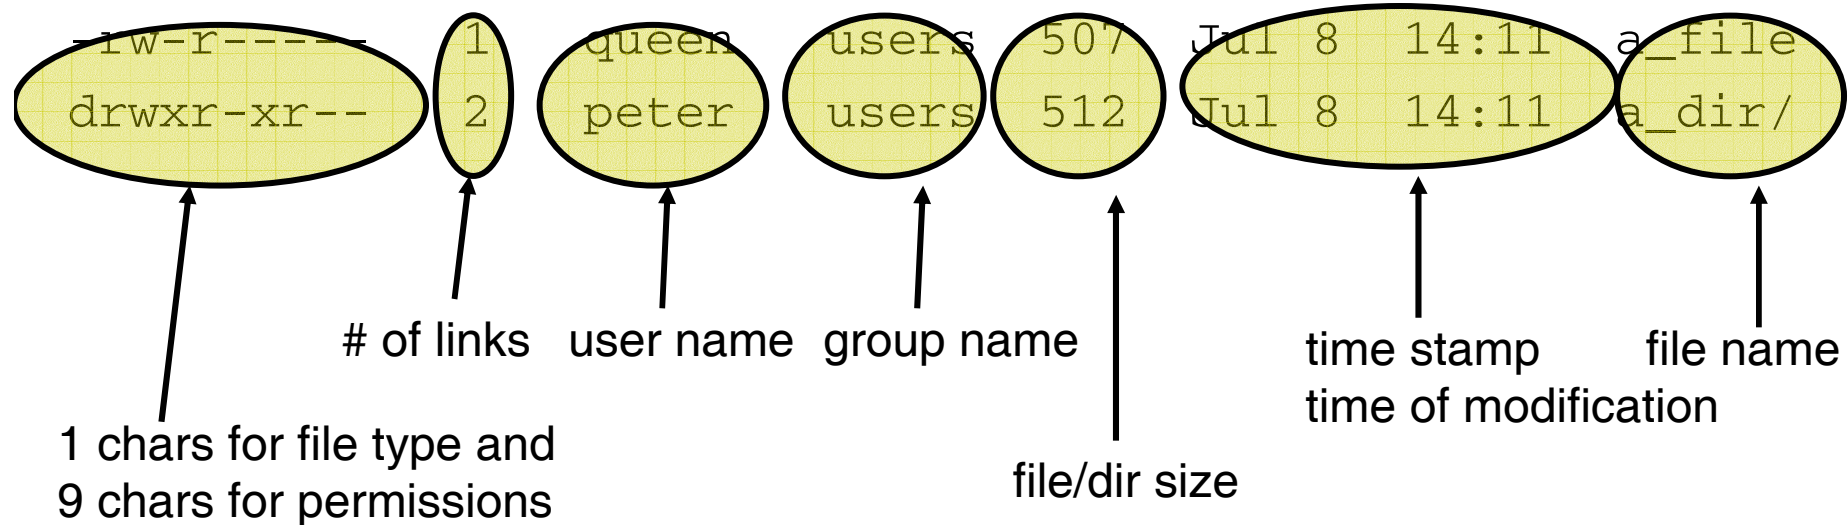 -rw-r----- 1 queen users 507 Jul 8 14:11 a_file
drwxr-xr-- 2 peter users 512 Jul 8 14:11 a_dir/
# of links user name group name
time stamp
time of modification
file name
1 chars for file type and
9 chars for permissions
file/dir size